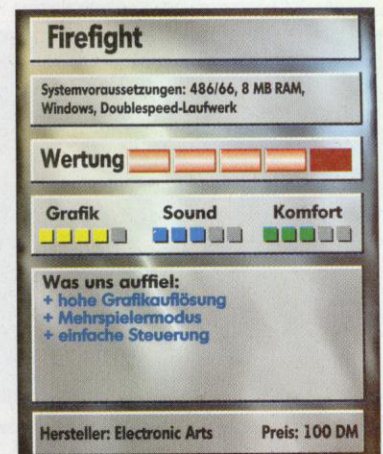 Firefight
Systemvoraussetzungen: 486/66, 8 MB RAM,
Windows, Doublespeed-Laufwerk
Wertung
Grafik Sound Komfort
Was uns auffiel:
+ hohe Grafikauflösung
+ Mehrspielermodus
+ einfache Steuerung
Hersteller: Electronic Arts Preis: 100 DM